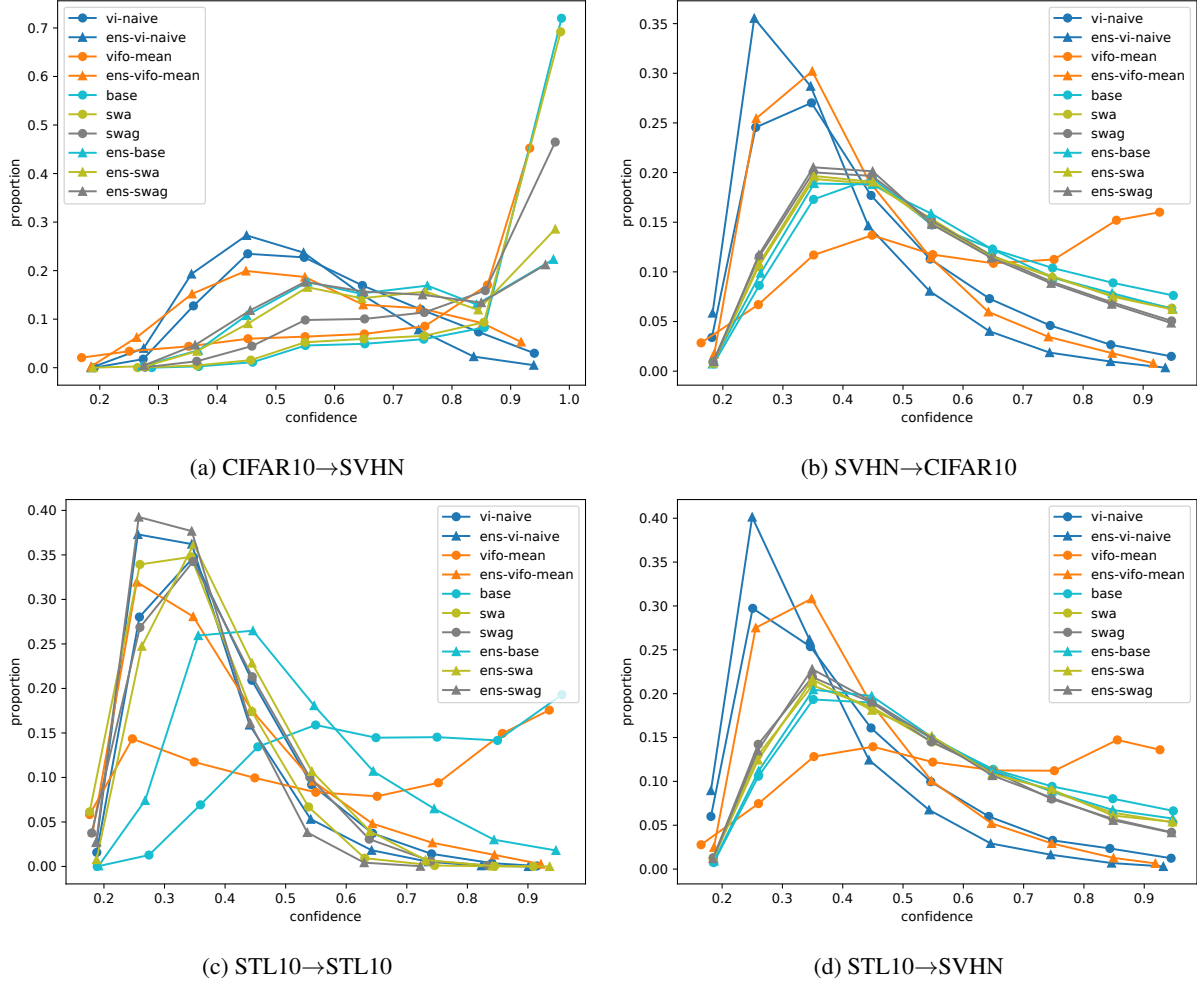 0.7
0.6
0.5
0.4
0.3
0.2
0.1
0.0
proportion
vi-naive
ens-vi-naive
vifo-mean
ens-vifo-mean
base
swa
swag
ens-base
ens-swa
ens-swag
0.2 0.3 0.4 0.5 0.6 0.7 0.8 0.9 1.0
confidence
(a) CIFAR10→SVHN
0.35
0.30
0.25
0.20
0.15
0.10
0.05
0.00
proportion
vi-naive
ens-vi-naive
vifo-mean
ens-vifo-mean
base
swa
swag
ens-base
ens-swa
ens-swag
0.2 0.3 0.4 0.5 0.6 0.7 0.8 0.9
confidence
(b) SVHN→CIFAR10
0.40
0.35
0.30
0.25
0.20
0.15
0.10
0.05
0.00
proportion
vi-naive
ens-vi-naive
vifo-mean
ens-vifo-mean
base
swa
swag
ens-base
ens-swa
ens-swag
0.2 0.3 0.4 0.5 0.6 0.7 0.8 0.9
confidence
(c) STL10→STL10
0.40
0.35
0.30
0.25
0.20
0.15
0.10
0.05
0.00
proportion
vi-naive
ens-vi-naive
vifo-mean
ens-vifo-mean
base
swa
swag
ens-base
ens-swa
ens-swag
0.2 0.3 0.4 0.5 0.6 0.7 0.8 0.9
confidence
(d) STL10→SVHN